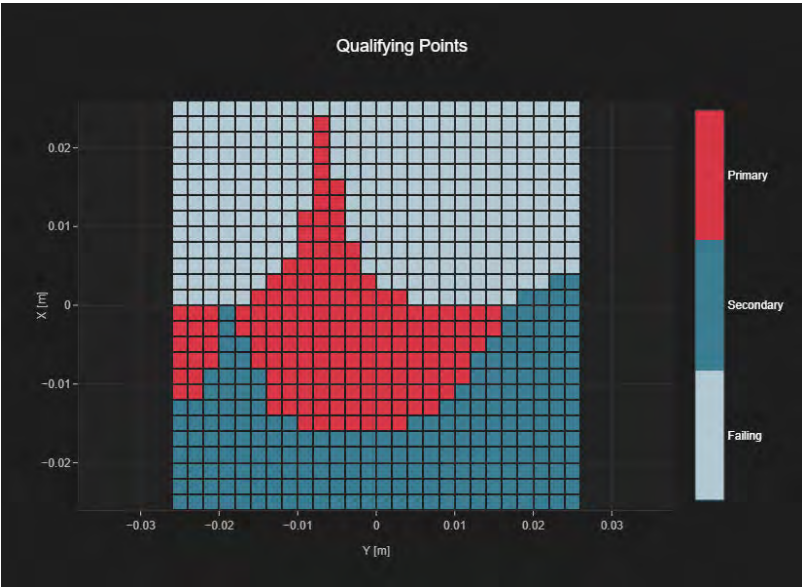 Qualifying Points
0.02
0.01
0
−0.01
−0.02
X [m]
−0.03
−0.02
−0.01
0
0.01
0.02
0.03
Y [m]
Primary
Secondary
Failing